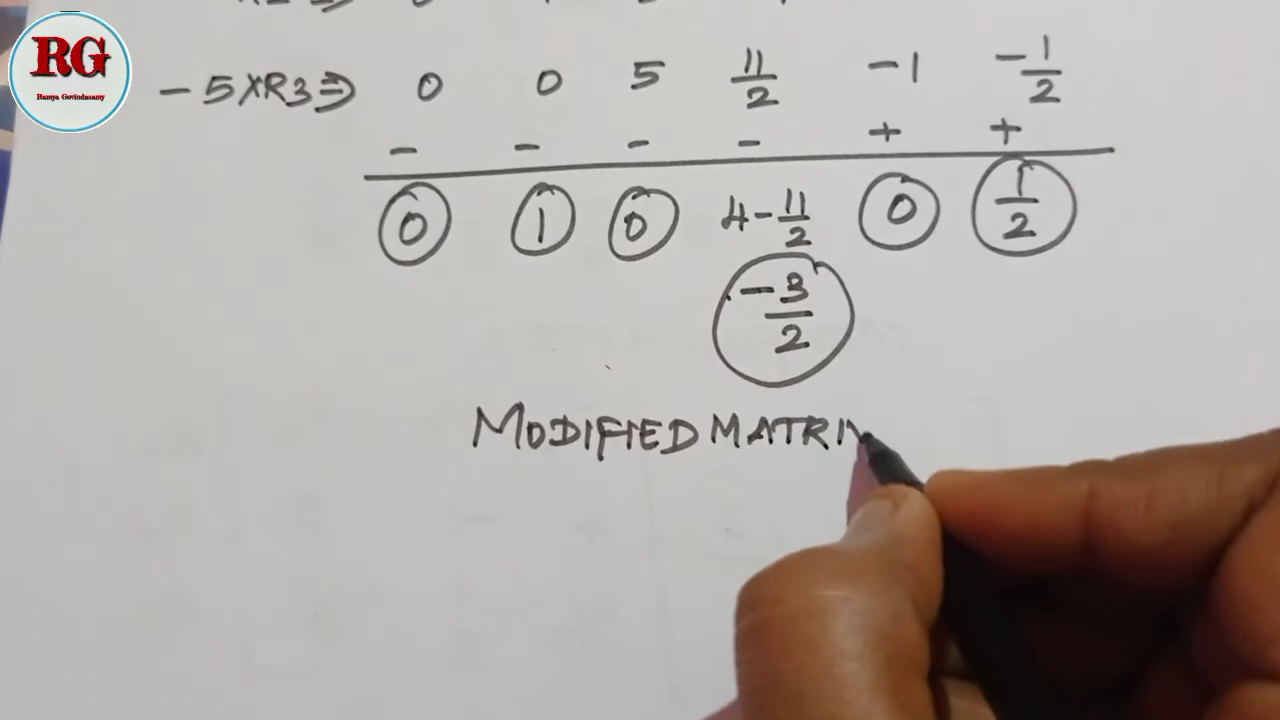 RG
Ramya Govindasamy
- 5 X R3 ⇒ 0 0 5 11/2 -1 -1/2
- - - - + +
0 1 0 4-11/2 0 1/2
-3/2
MODIFIED MATRIX